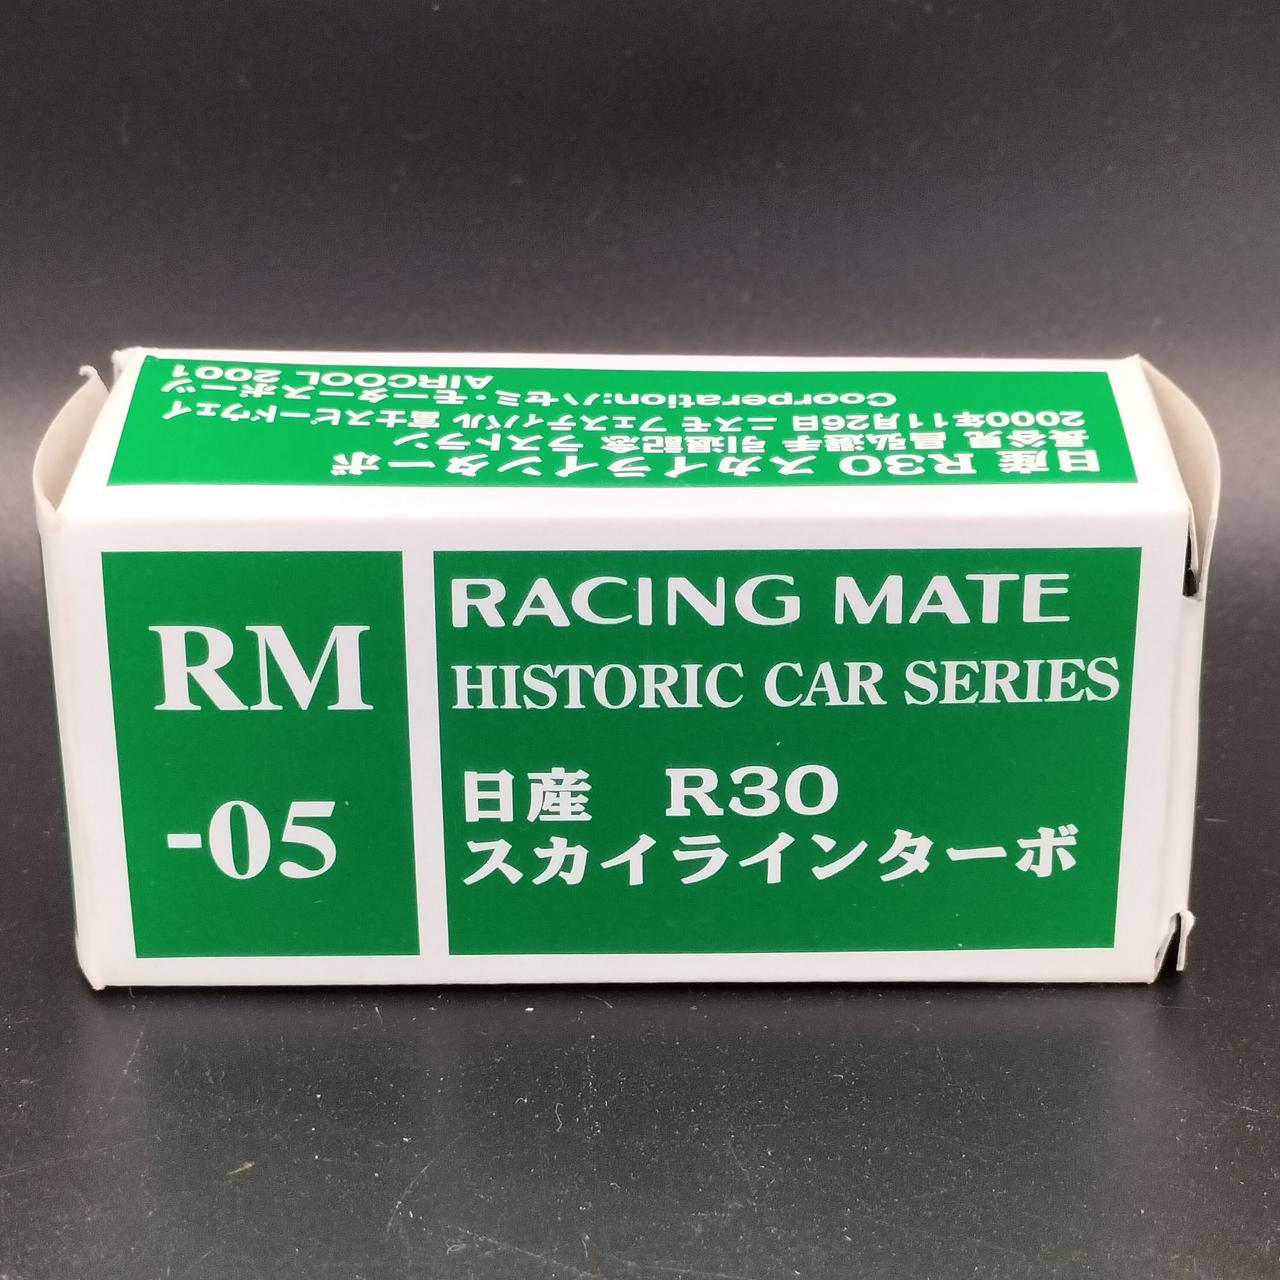 日産 R30 スカイラインターボ
長谷見 昌弘選手 引退記念 ラストラン
2000年11月26日 ニスモ フェスティバル 富士スピードウェイ
Coorperation:ハセミ・モータースポーツ
AIRCOOL 2001
RM
-05
RACING MATE
HISTORIC CAR SERIES
日産 R30
スカイラインターボ